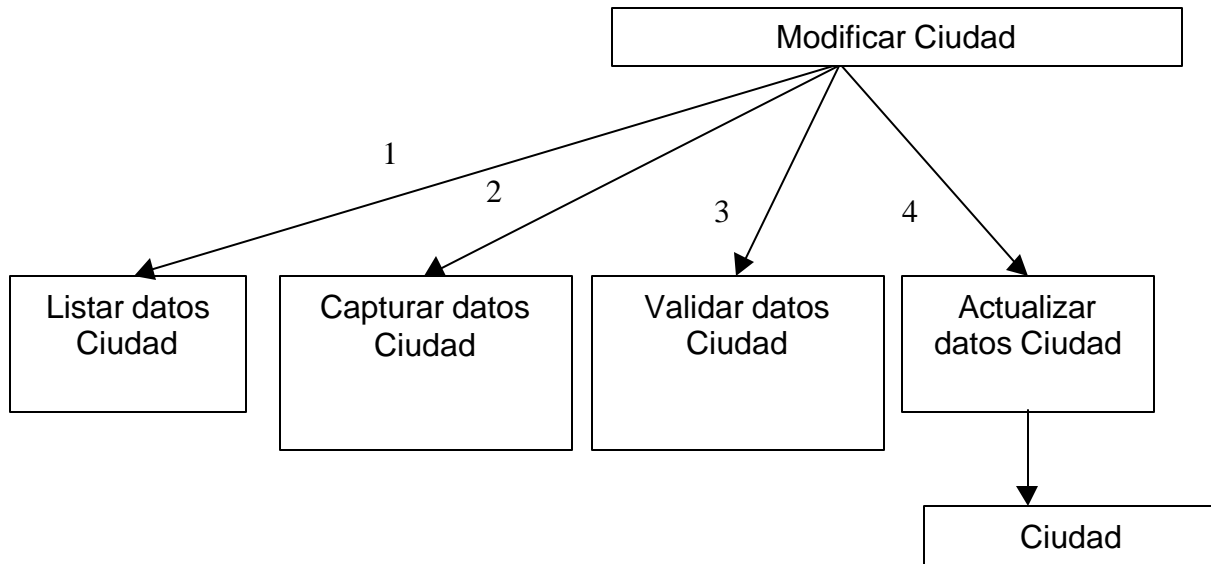 Modificar Ciudad
1
2
3
4
Listar datos
Ciudad
Capturar datos
Ciudad
Validar datos
Ciudad
Actualizar
datos Ciudad
Ciudad